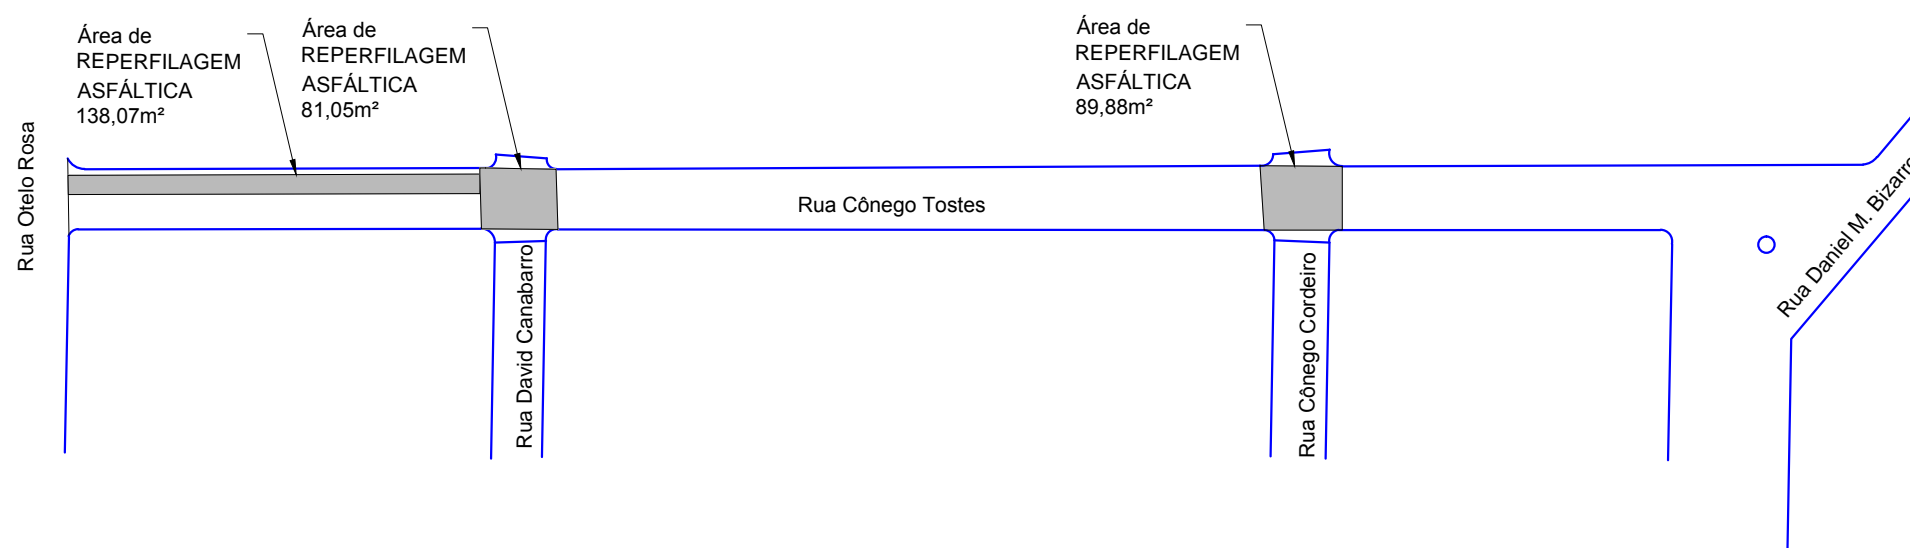 Área de
REPERFILAGEM
ASFÁLTICA
138,07m²
Área de
REPERFILAGEM
ASFÁLTICA
81,05m²
Área de
REPERFILAGEM
ASFÁLTICA
89,88m²
Rua Otelo Rosa
Rua Cônego Tostes
Rua David Canabarro
Rua Cônego Cordeiro
Rua Daniel M. Bizarro